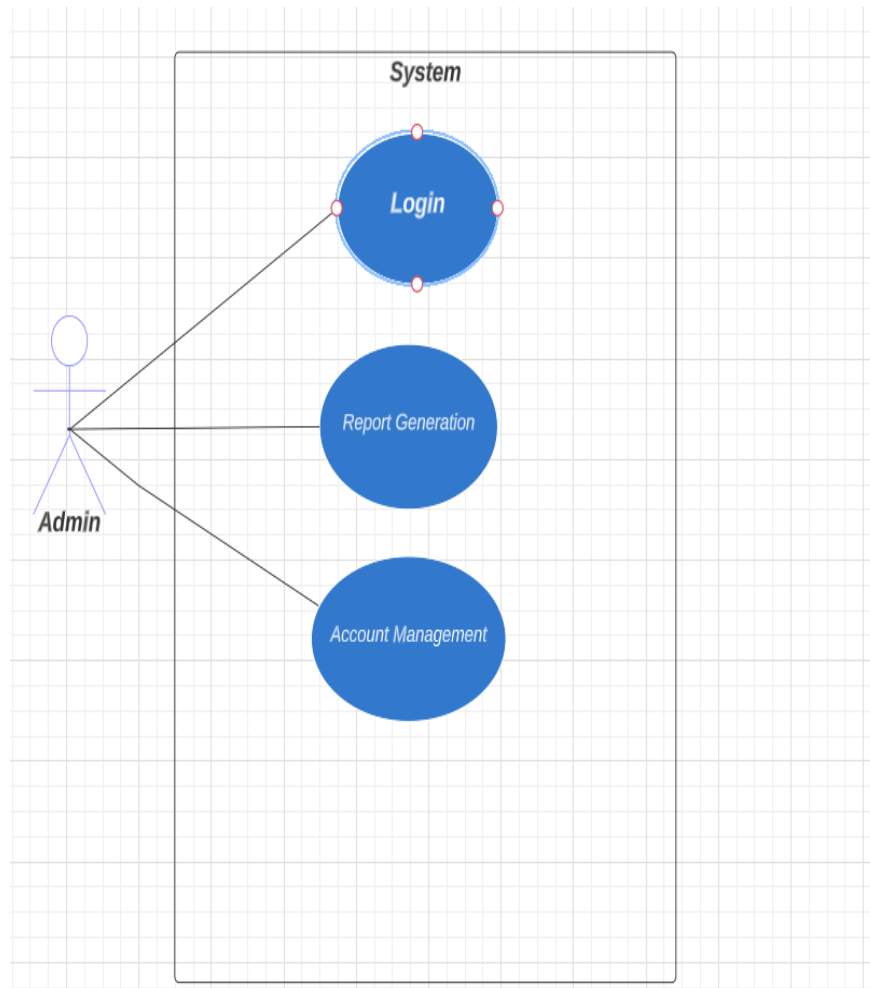 System
Login
Report Generation
Admin
Account Management